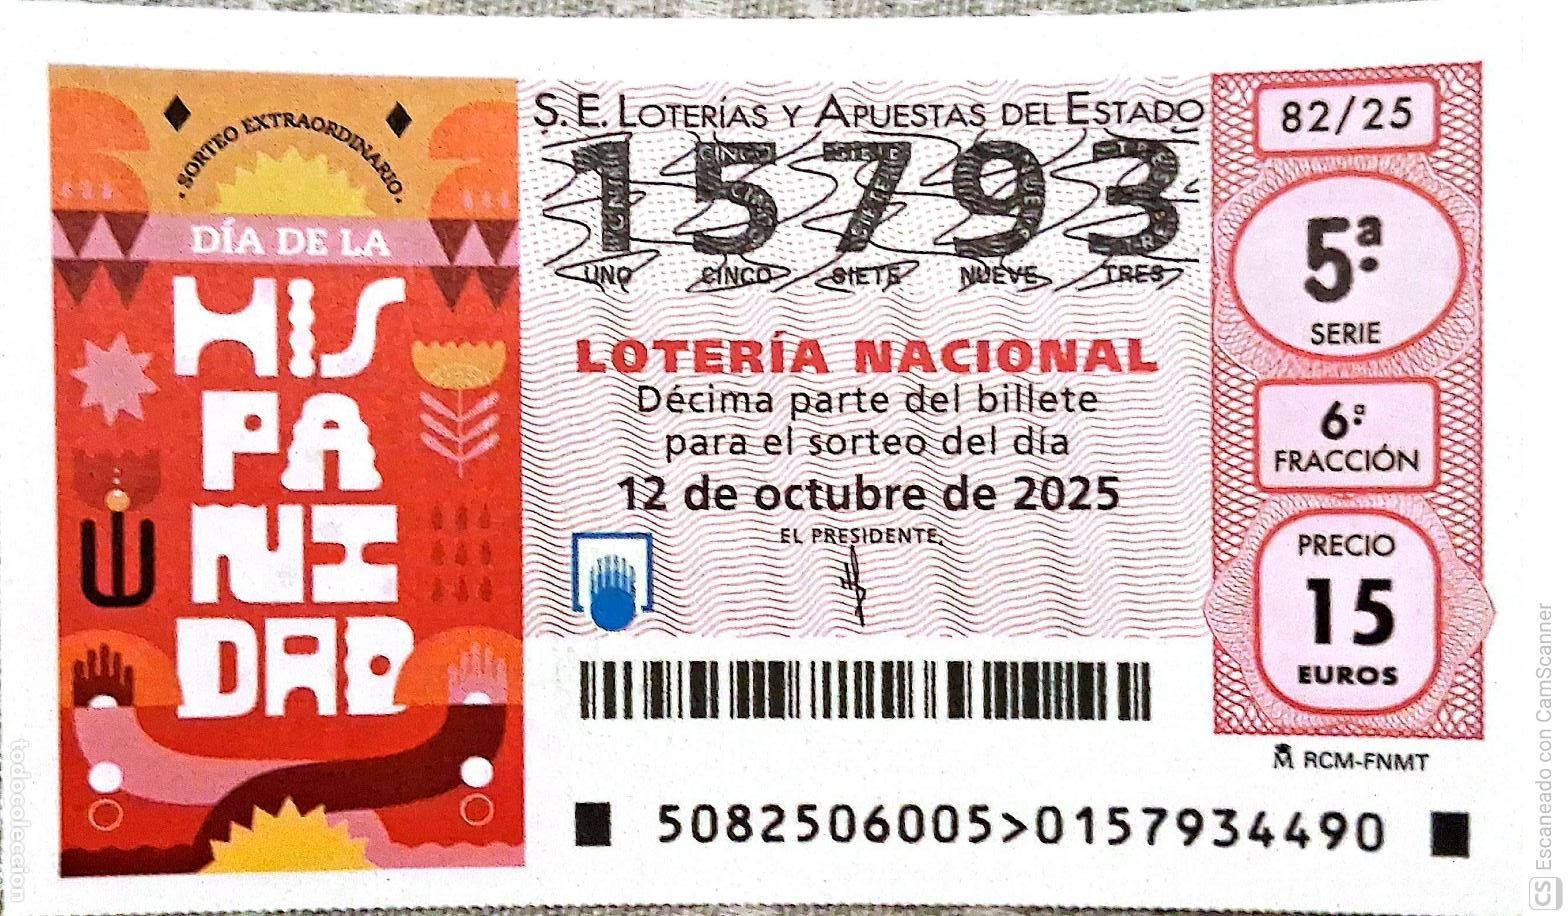 · SORTEO EXTRAORDINARIO ·
DÍA DE LA
HIS
PA
NI
DAD
S. E. LOTERÍAS Y APUESTAS DEL ESTADO
15793
UNO CINCO SIETE NUEVE TRES
LOTERÍA NACIONAL
Décima parte del billete
para el sorteo del día
12 de octubre de 2025
EL PRESIDENTE,
82/25
5ª
SERIE
6ª
FRACCIÓN
PRECIO
15
EUROS
RCM-FNMT
5082506005>0157934490
todocoleccion
CS Escaneado con CamScanner